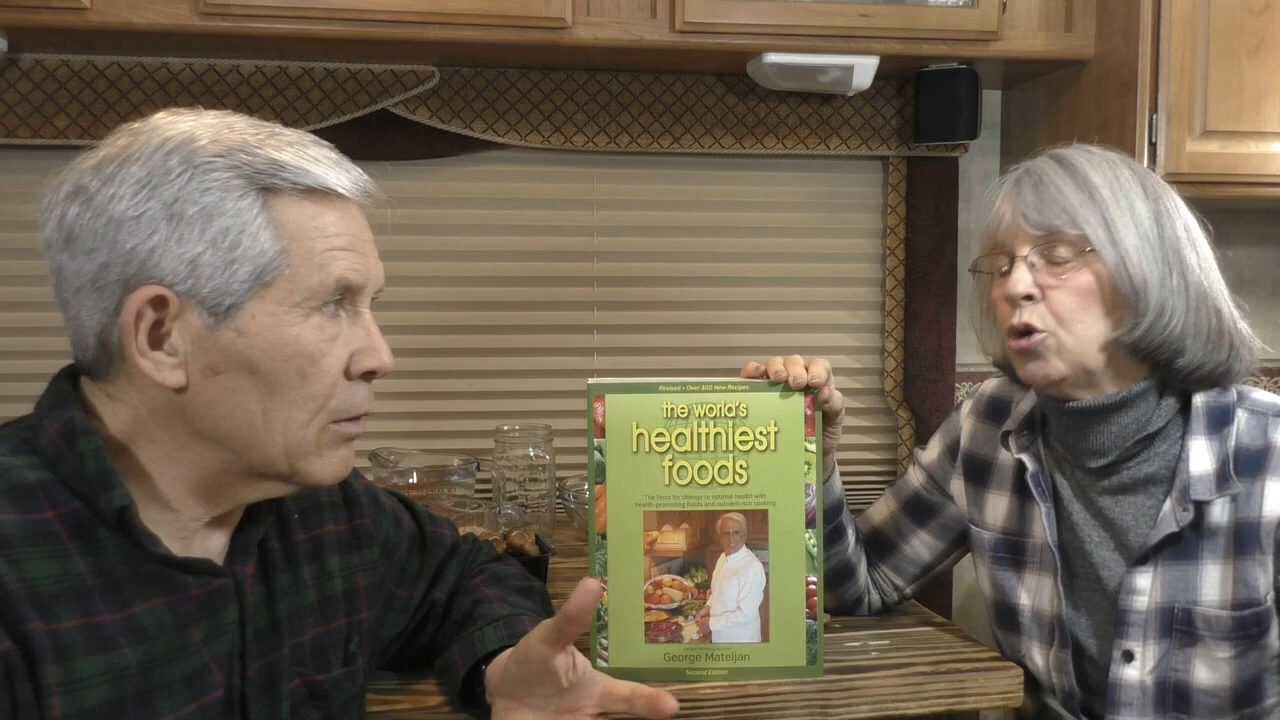 Revised • Over 300 New Recipes
the world's
healthiest
foods
The force for change to optimal health with
health-promoting foods and nutrient-rich cooking
George Mateljan
Second Edition